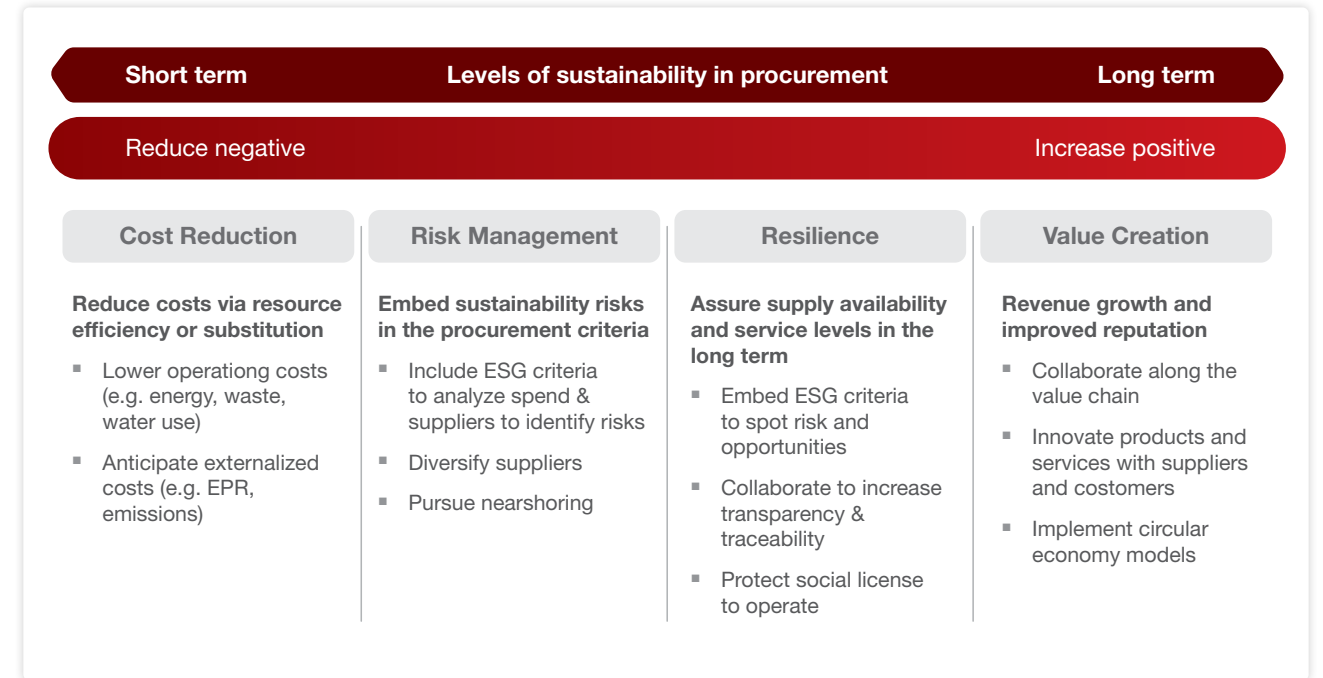 Short term Levels of sustainability in procurement Long term
Reduce negative Increase positive
Cost Reduction
Reduce costs via resource
efficiency or substitution
▪ Lower operationg costs
(e.g. energy, waste,
water use)
▪ Anticipate externalized
costs (e.g. EPR,
emissions)
Risk Management
Embed sustainability risks
in the procurement criteria
▪ Include ESG criteria
to analyze spend &
suppliers to identify risks
▪ Diversify suppliers
▪ Pursue nearshoring
Resilience
Assure supply availability
and service levels in the
long term
▪ Embed ESG criteria
to spot risk and
opportunities
▪ Collaborate to increase
transparency &
traceability
▪ Protect social license
to operate
Value Creation
Revenue growth and
improved reputation
▪ Collaborate along the
value chain
▪ Innovate products and
services with suppliers
and costomers
▪ Implement circular
economy models